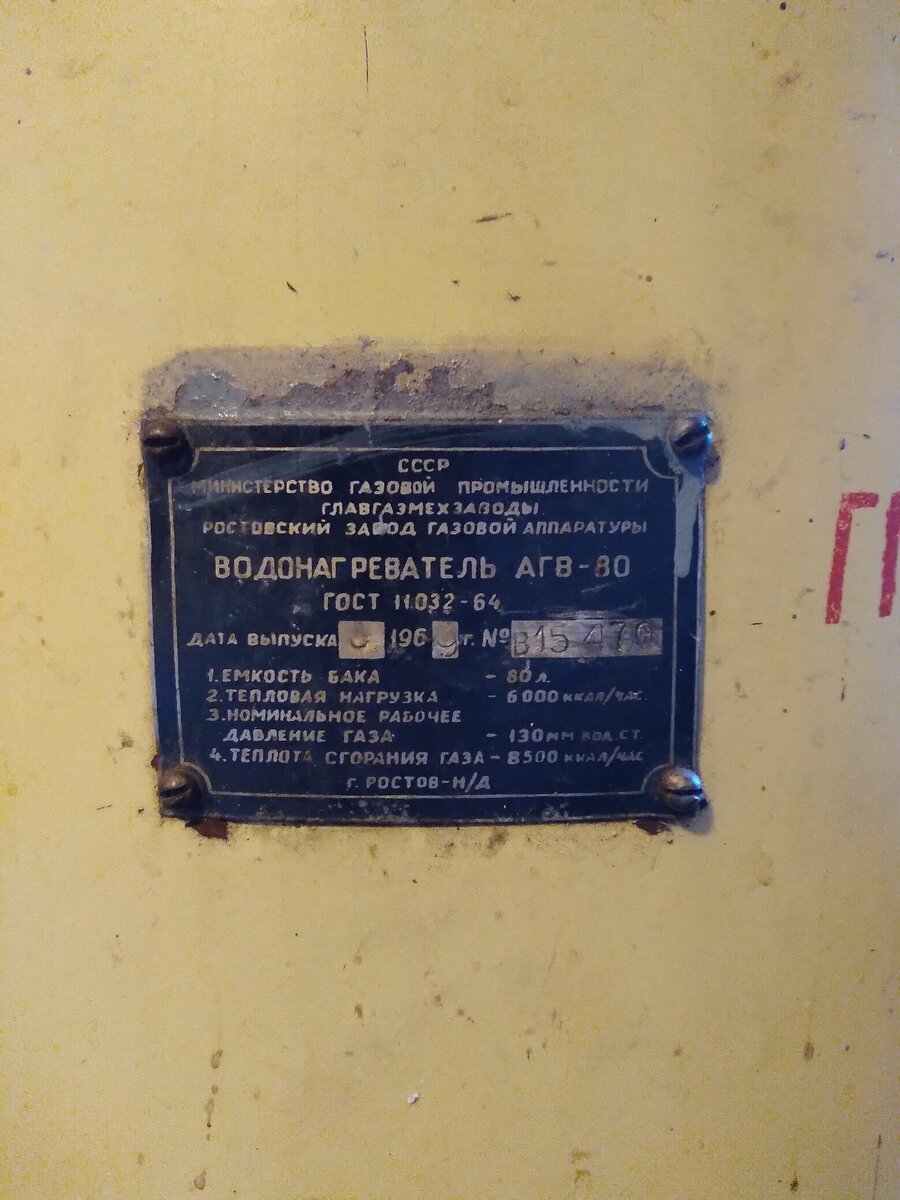 СССР
МИНИСТЕРСТВО ГАЗОВОЙ ПРОМЫШЛЕННОСТИ
ГЛАВГАЗМЕХЗАВОДЫ
РОСТОВСКИЙ ЗАВОД ГАЗОВОЙ АППАРАТУРЫ
ВОДОНАГРЕВАТЕЛЬ АГВ-80
ГОСТ 11032-64
ДАТА ВЫПУСКА 1969 г. №
1. ЕМКОСТЬ БАКА - 80 л.
2. ТЕПЛОВАЯ НАГРУЗКА - 6000 ккал/час.
3. НОМИНАЛЬНОЕ РАБОЧЕЕ
ДАВЛЕНИЕ ГАЗА - 130 мм вод. ст.
4. ТЕПЛОТА СГОРАНИЯ ГАЗА - 8500 ккал/час
г. РОСТОВ-Н/Д